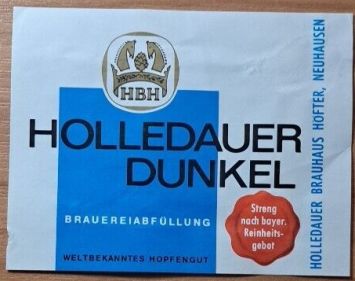 HBH
HOLLEDAUER
DUNKEL
BRAUEREIABFÜLLUNG
WELTBEKANNTES HOPFENGUT
Streng
nach bayer.
Reinheits-
gebot
HOLLEDAUER BRAUHAUS HOFTER, NEUHAUSEN